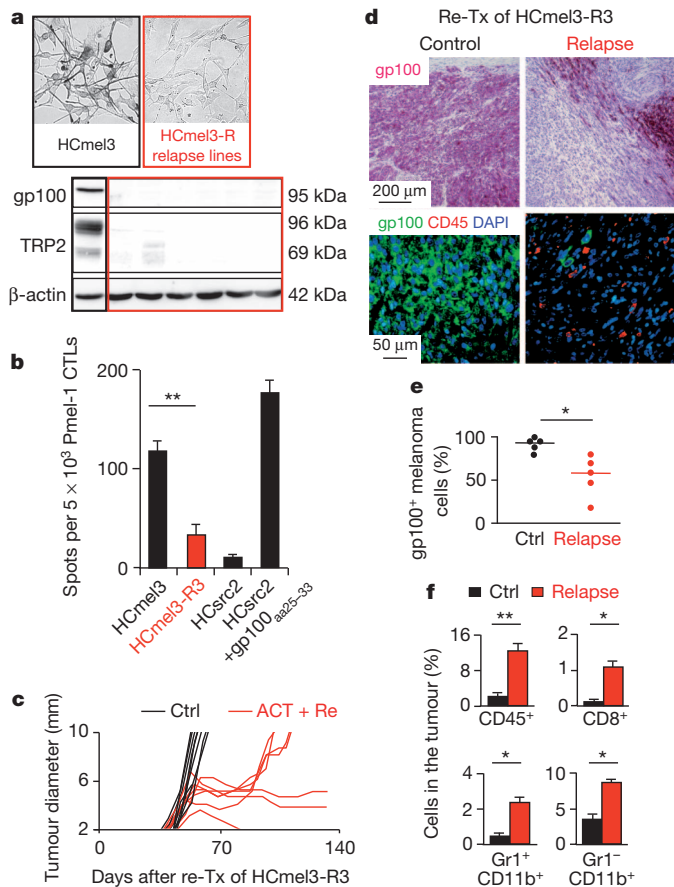 a
HCmel3
HCmel3-R
relapse lines
gp100
95 kDa
TRP2
96 kDa
69 kDa
β-actin
42 kDa
b
Spots per 5 × 10³ Pmel-1 CTLs
200
100
0
**
HCmel3
HCmel3-R3
HCsrc2
HCsrc2
+gp100aa25–33
c
Ctrl
ACT + Re
Tumour diameter (mm)
10
6
2
70
140
Days after re-Tx of HCmel3-R3
d
Re-Tx of HCmel3-R3
Control
Relapse
gp100
200 μm
gp100 CD45 DAPI
50 μm
e
*
gp100⁺ melanoma
cells (%)
100
50
Ctrl
Relapse
f
Ctrl
Relapse
Cells in the tumour (%)
**
16
12
8
4
0
CD45⁺
*
2
1
0
CD8⁺
*
4
2
0
Gr1⁺
CD11b⁺
*
10
5
0
Gr1⁻
CD11b⁺